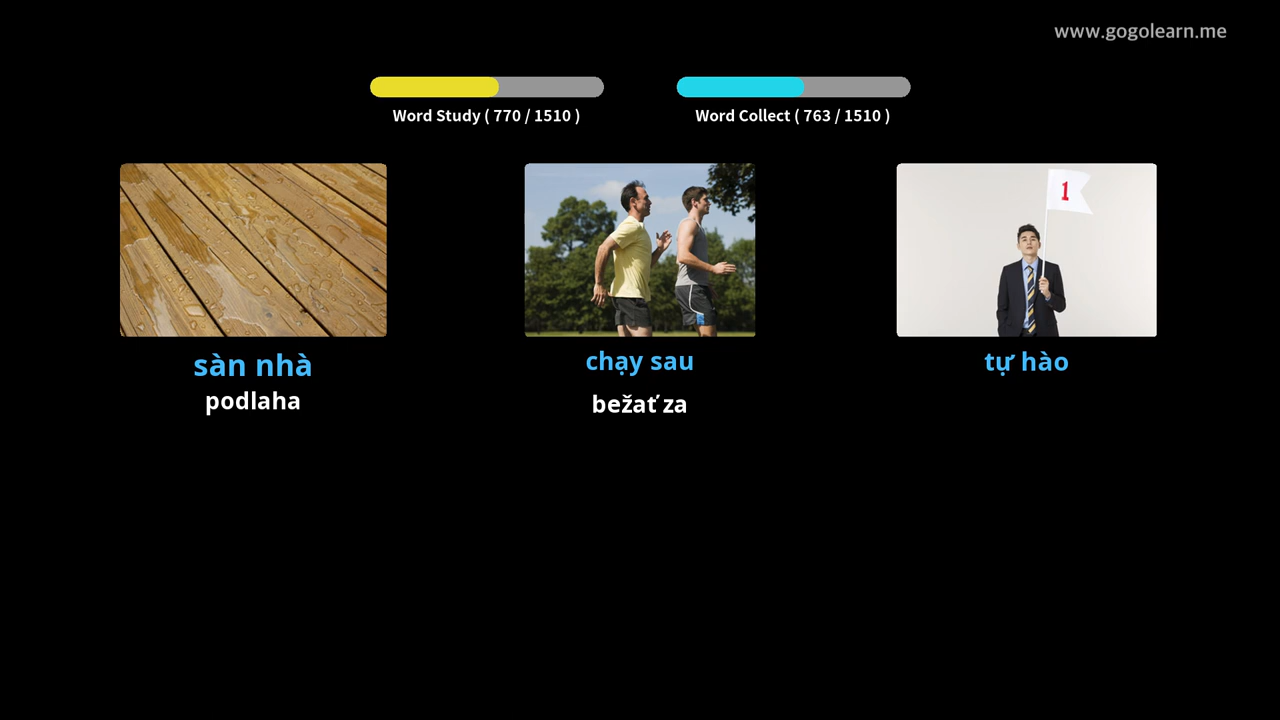 www.gogolearn.me
Word Study ( 770 / 1510 )
Word Collect ( 763 / 1510 )
1
sàn nhà
podlaha
chạy sau
bežať za
tự hào